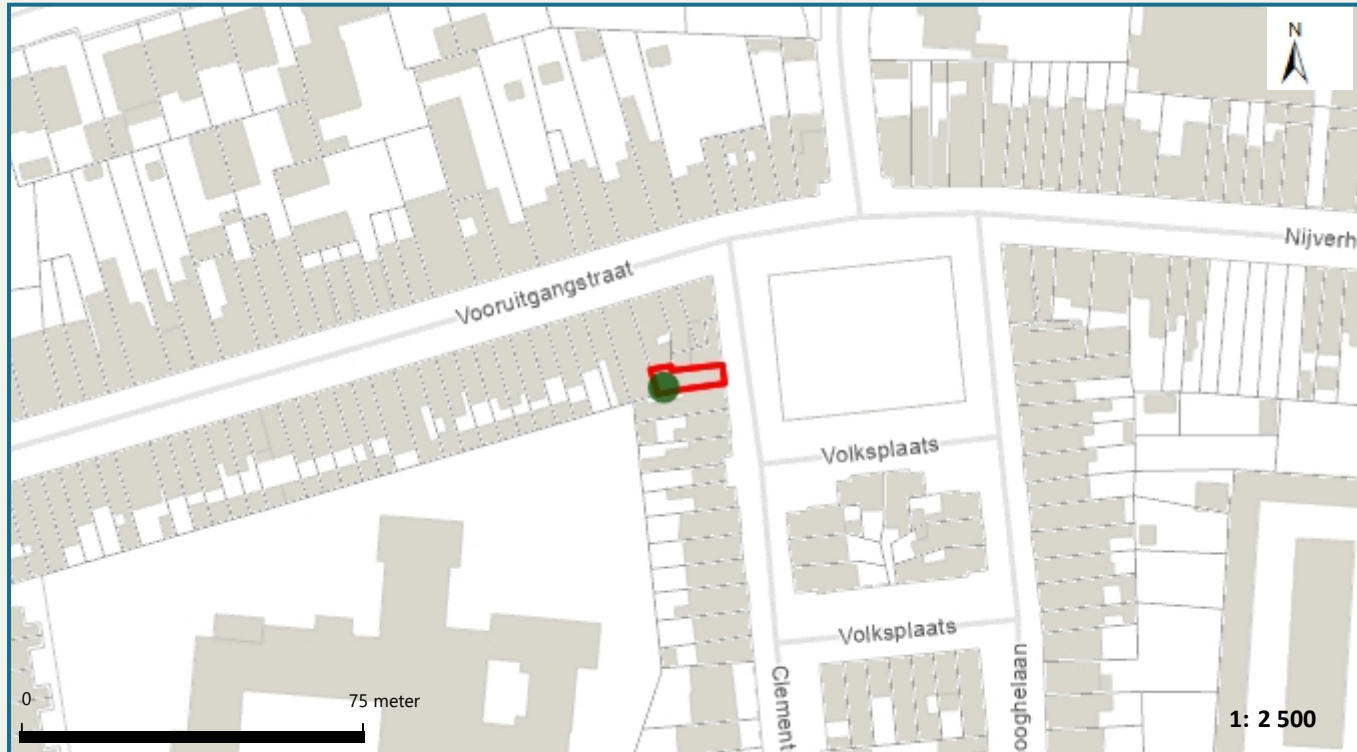 N
Nijverh
Vooruitgangstraat
Volksplaats
Volksplaats
Clement
ooghelaan
0 75 meter
1: 2 500